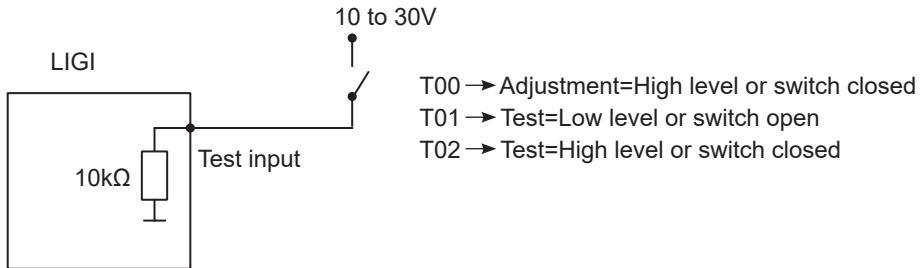 10 to 30V
LIGI
T00 → Adjustment=High level or switch closed
T01 → Test=Low level or switch open
T02 → Test=High level or switch closed
Test input
10kΩ